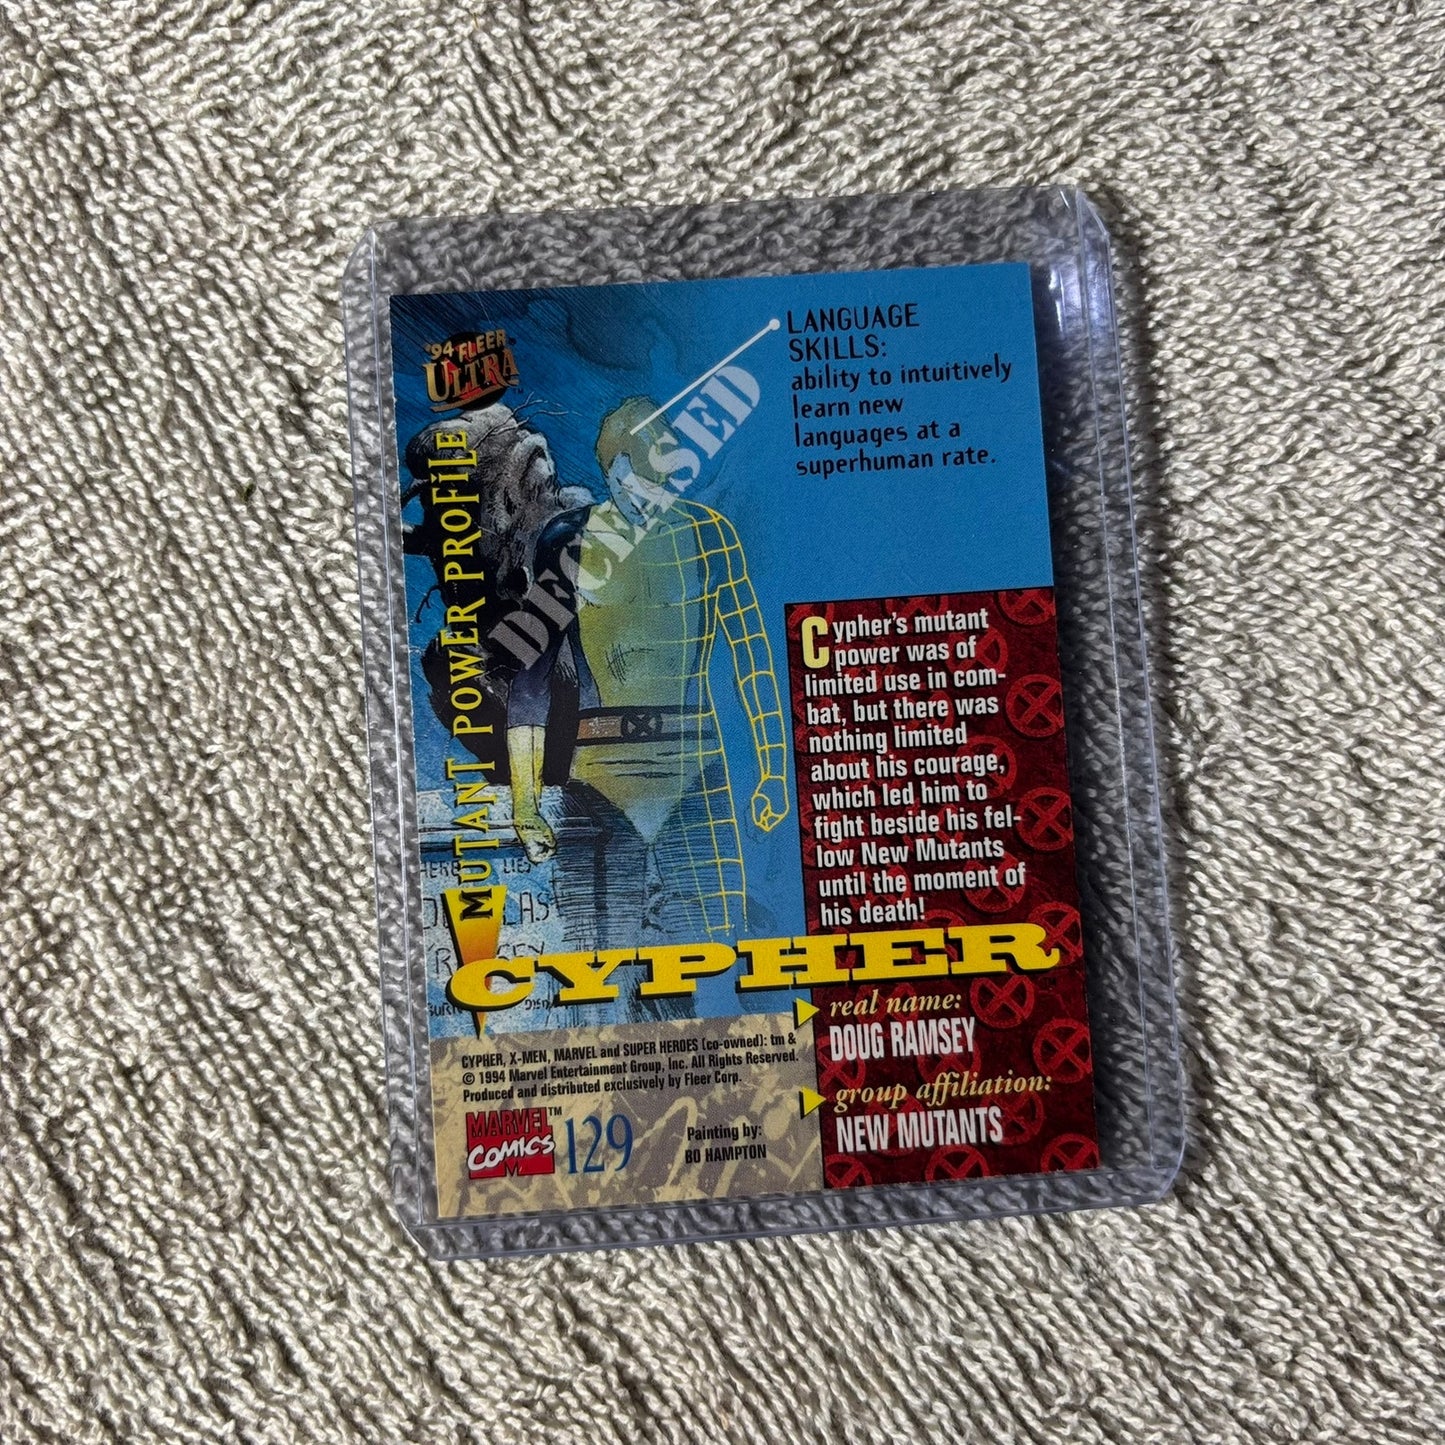 '94 FLEER
ULTRA
MUTANT POWER PROFILE
LANGUAGE
SKILLS:
ability to intuitively
learn new
languages at a
superhuman rate.
DECEASED
Cypher's mutant
power was of
limited use in com-
bat, but there was
nothing limited
about his courage,
which led him to
fight beside his fel-
low New Mutants
until the moment of
his death!
HERE LIES
CYPHER
real name:
DOUG RAMSEY
group affiliation:
NEW MUTANTS
CYPHER, X-MEN, MARVEL and SUPER HEROES (co-owned): tm &
© 1994 Marvel Entertainment Group, Inc. All Rights Reserved.
Produced and distributed exclusively by Fleer Corp.
MARVEL™
COMICS
M
129
Painting by:
BO HAMPTON